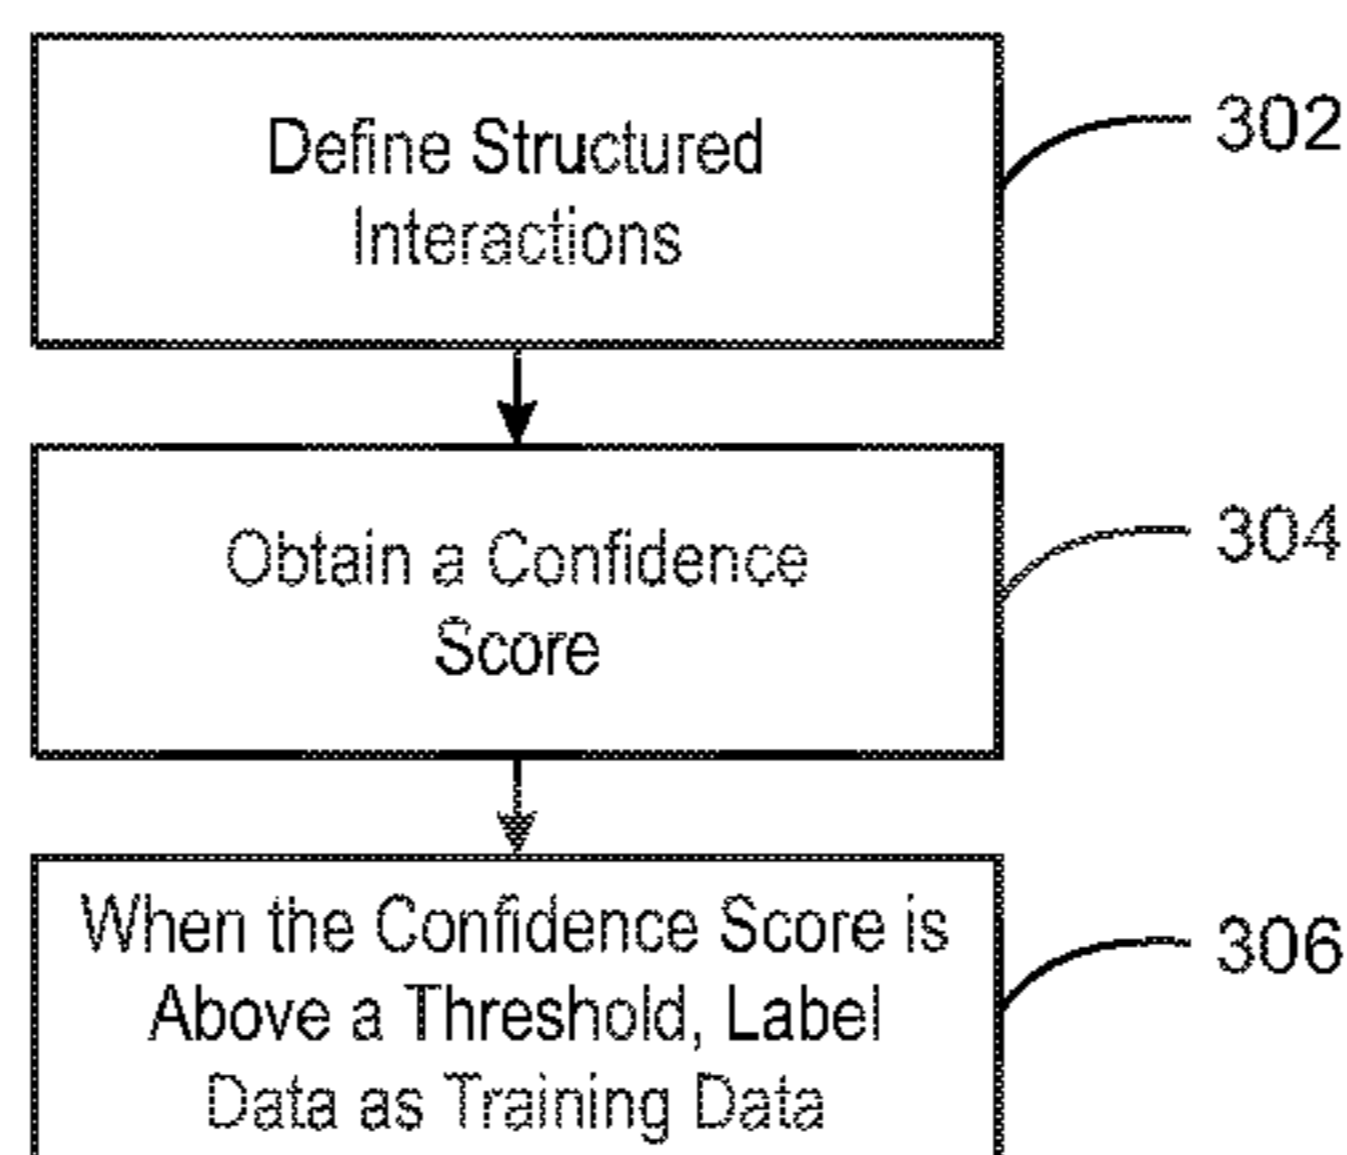 Define Structured
Interactions
302
Obtain a Confidence
Score
304
When the Confidence Score is
Above a Threshold, Label
Data as Training Data
306